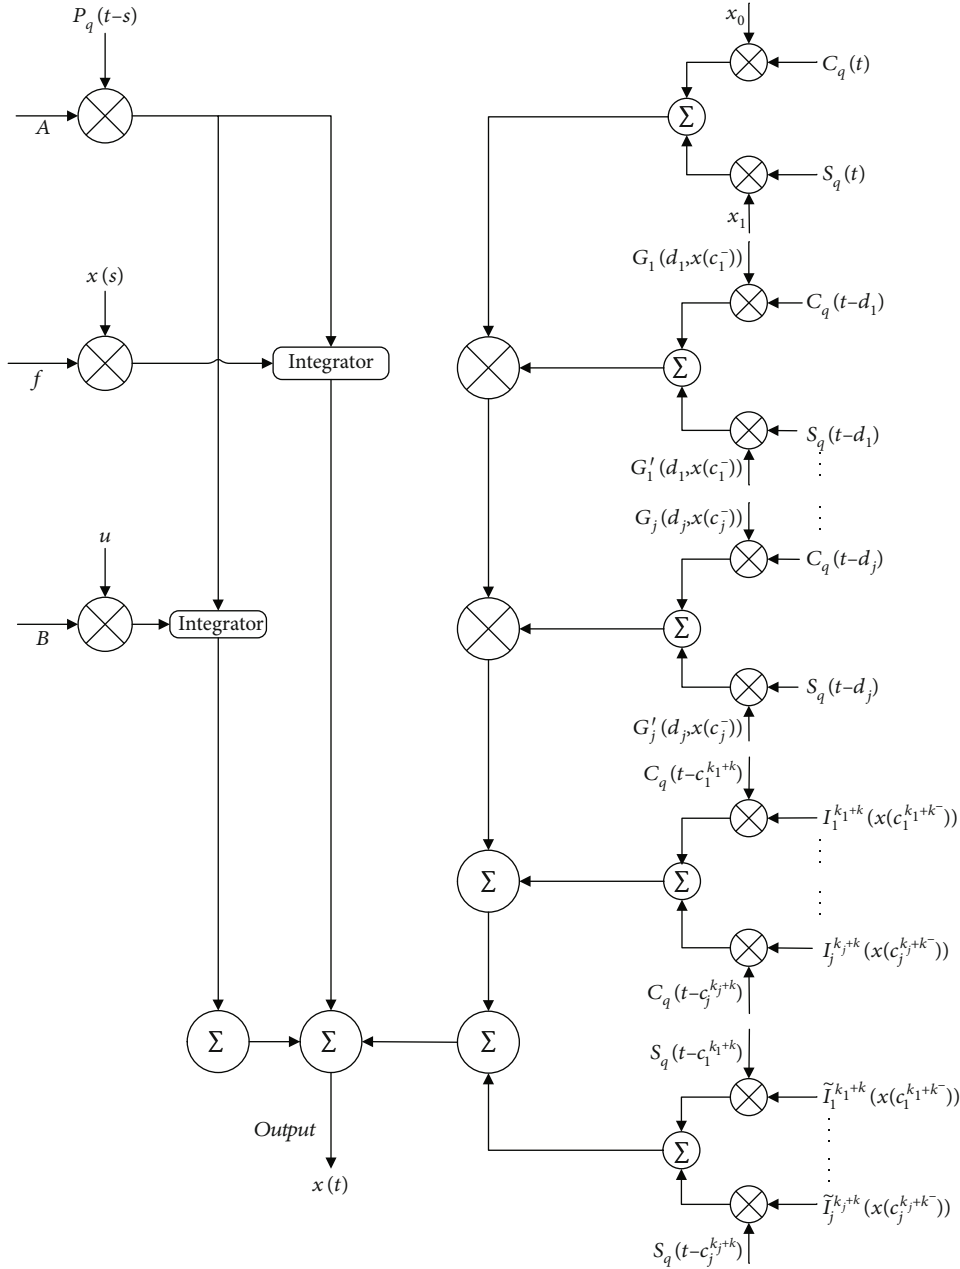 P_q(t–s)
A
x(s)
f
Integrator
u
B
Integrator
Σ
Σ
Output
x(t)
x_0
C_q(t)
Σ
S_q(t)
x_1
G_1(d_1,x(c_1^–))
C_q(t–d_1)
Σ
S_q(t–d_1)
G′_1(d_1,x(c_1^–))
G_j(d_j,x(c_j^–))
C_q(t–d_j)
Σ
S_q(t–d_j)
G′_j(d_j,x(c_j^–))
C_q(t–c_1^{k_1+k})
I_1^{k_1+k}(x(c_1^{k_1+k^–}))
Σ
Σ
I_j^{k_j+k}(x(c_j^{k_j+k^–}))
C_q(t–c_j^{k_j+k})
Σ
S_q(t–c_1^{k_1+k})
Ĩ_1^{k_1+k}(x(c_1^{k_1+k^–}))
Σ
Ĩ_j^{k_j+k}(x(c_j^{k_j+k^–}))
S_q(t–c_j^{k_j+k})